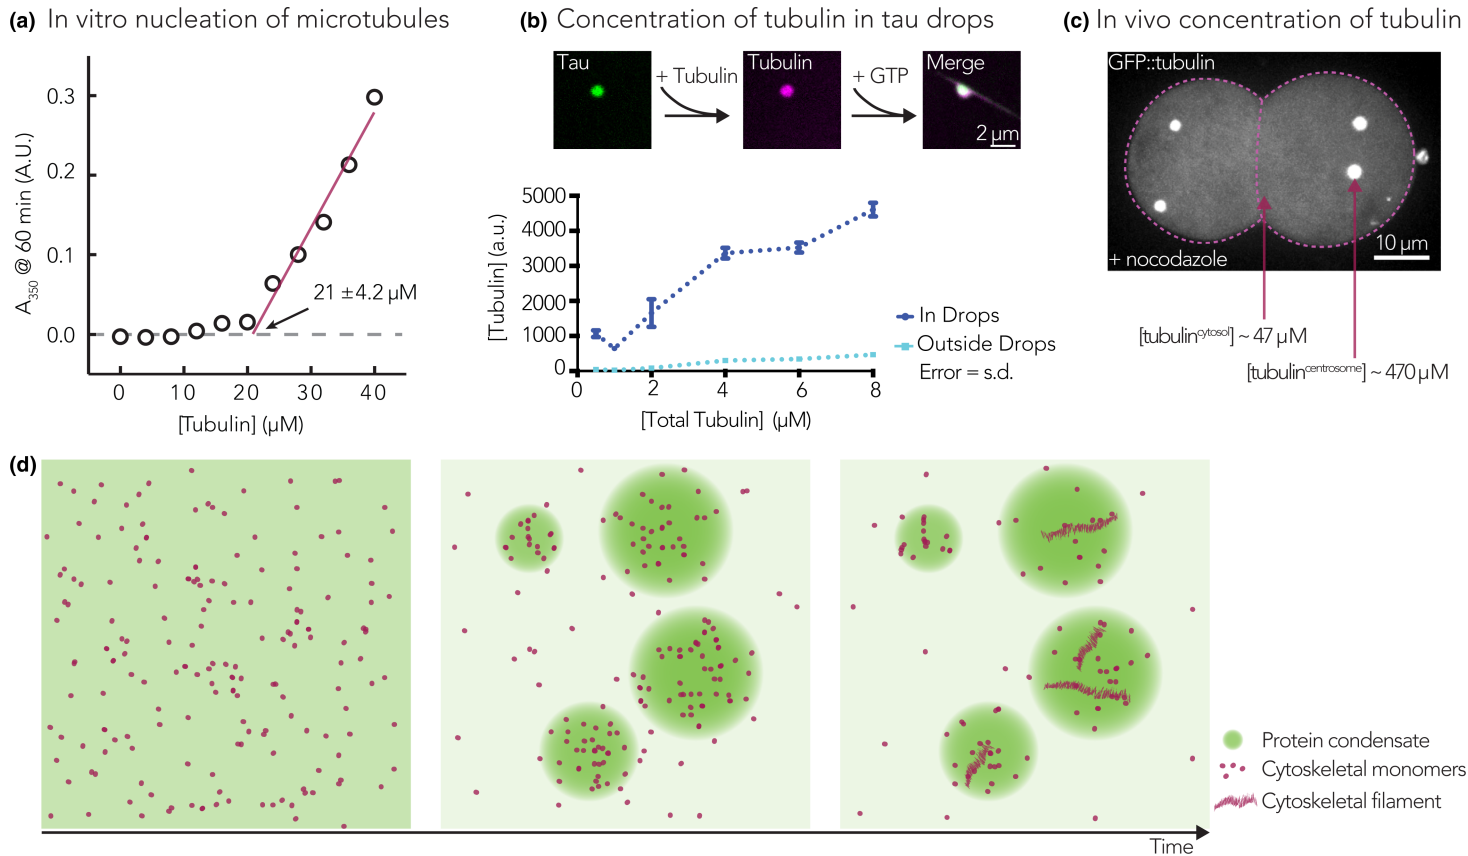 (a) In vitro nucleation of microtubules
A350 @ 60 min (A.U.)
0.3
0.2
0.1
0.0
21 ±4.2 µM
0 10 20 30 40
[Tubulin] (µM)
(b) Concentration of tubulin in tau drops
Tau
+ Tubulin
Tubulin
+ GTP
Merge
2 µm
[Tubulin] (a.u.)
5000
4000
3000
2000
1000
0
0 2 4 6 8
[Total Tubulin] (µM)
In Drops
Outside Drops
Error = s.d.
(c) In vivo concentration of tubulin
GFP::tubulin
+ nocodazole
10 µm
[tubulincytosol] ~ 47 µM
[tubulincentrosome] ~ 470 µM
(d)
Protein condensate
Cytoskeletal monomers
Cytoskeletal filament
Time